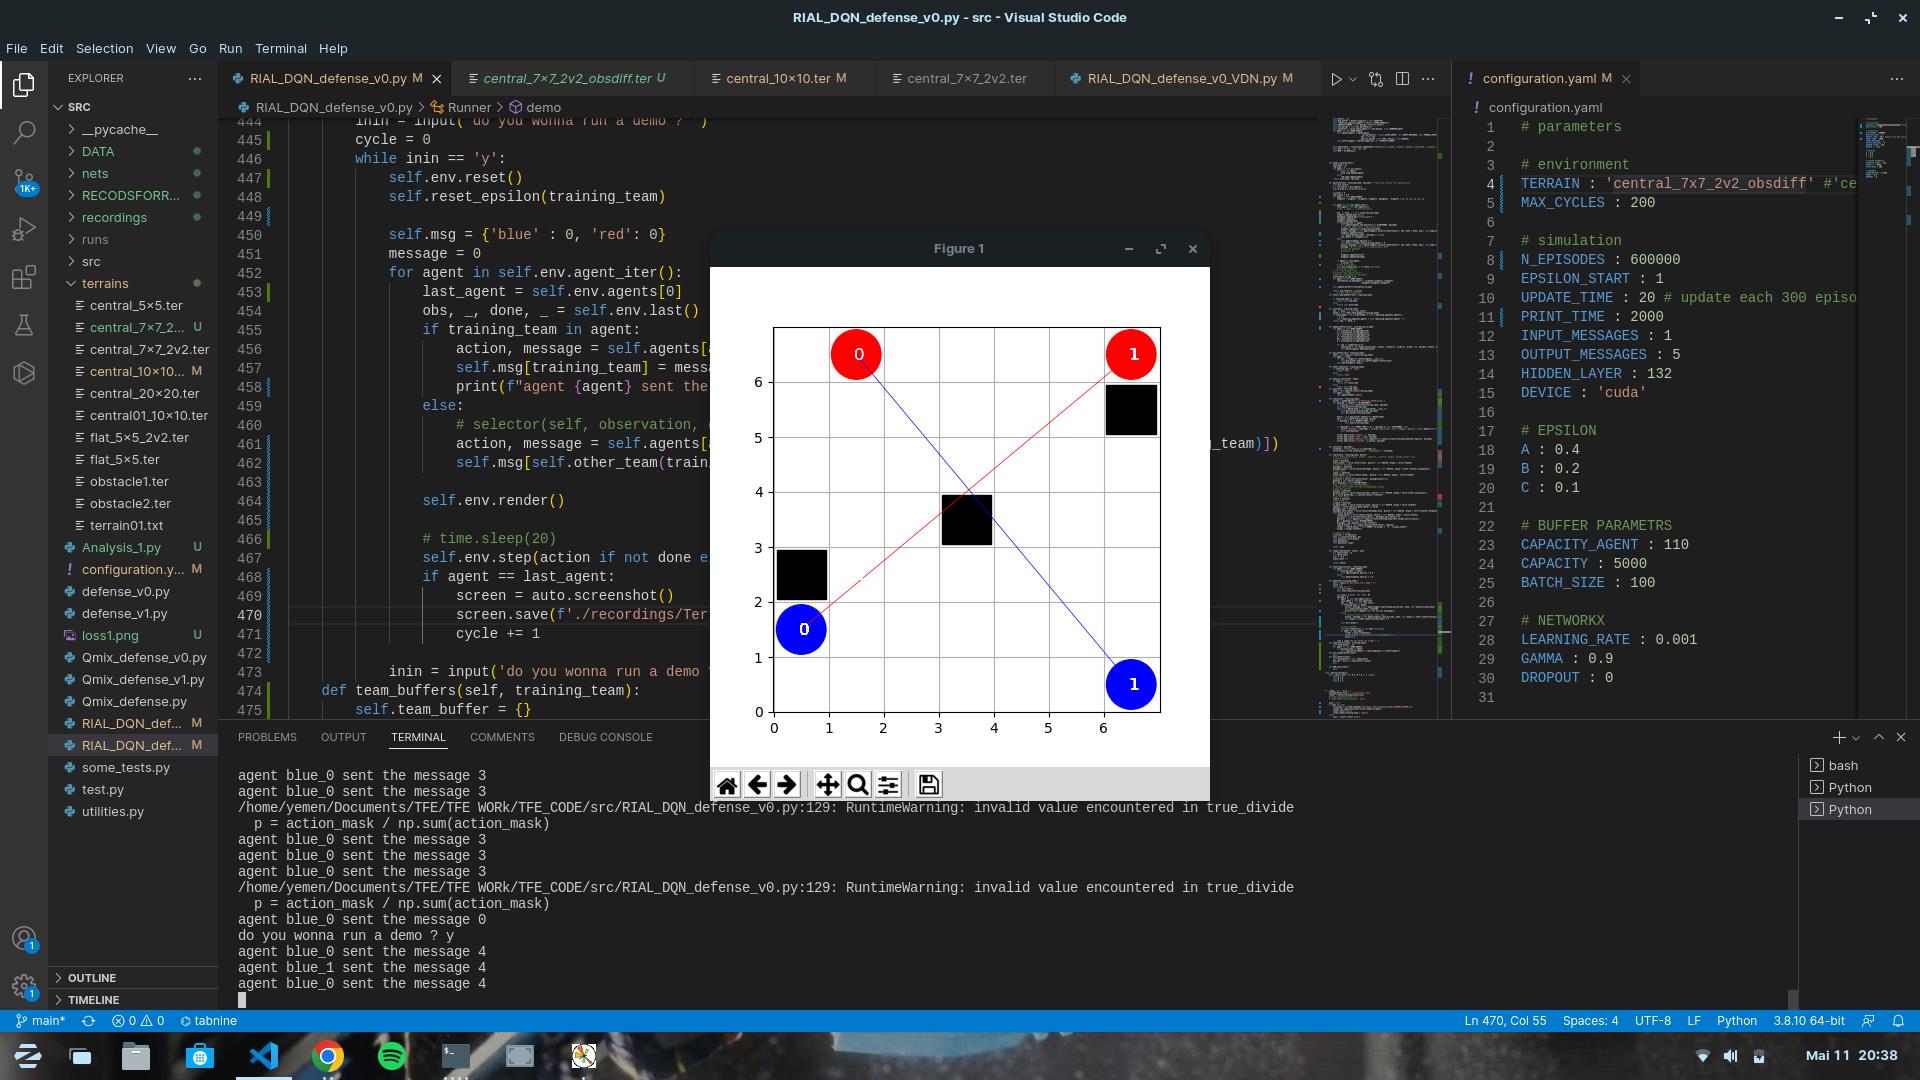 RIAL_DQN_defense_v0.py - src - Visual Studio Code
File Edit Selection View Go Run Terminal Help
EXPLORER
SRC
__pycache__
DATA
nets
RECODSFORR...
recordings
runs
src
terrains
central_5×5.ter
central_7×7_2... U
central_7×7_2v2.ter
central_10×10... M
central_20×20.ter
central01_10×10.ter
flat_5×5_2v2.ter
flat_5×5.ter
obstacle1.ter
obstacle2.ter
terrain01.txt
Analysis_1.py U
! configuration.y... M
defense_v0.py
defense_v1.py
loss1.png U
Qmix_defense_v0.py
Qmix_defense_v1.py
Qmix_defense.py
RIAL_DQN_def... M
RIAL_DQN_def... M
some_tests.py
test.py
utilities.py
OUTLINE
TIMELINE
1K+
1
1
RIAL_DQN_defense_v0.py M
central_7×7_2v2_obsdiff.ter U
central_10×10.ter M
central_7×7_2v2.ter
RIAL_DQN_defense_v0_VDN.py M
RIAL_DQN_defense_v0.py > Runner > demo
444 inin = input('do you wonna run a demo ? ')
445 cycle = 0
446 while inin == 'y':
447 self.env.reset()
448 self.reset_epsilon(training_team)
449
450 self.msg = {'blue' : 0, 'red': 0}
451 message = 0
452 for agent in self.env.agent_iter():
453 last_agent = self.env.agents[0]
454 obs, _, done, _ = self.env.last()
455 if training_team in agent:
456 action, message = self.agents[
457 self.msg[training_team] = mess
458 print(f"agent {agent} sent the
459 else:
460 # selector(self, observation,
461 action, message = self.agents[ g_team)])
462 self.msg[self.other_team(train
463
464 self.env.render()
465
466 # time.sleep(20)
467 self.env.step(action if not done e
468 if agent == last_agent:
469 screen = auto.screenshot()
470 screen.save(f'./recordings/Ter
471 cycle += 1
472
473 inin = input('do you wonna run a demo ?
474 def team_buffers(self, training_team):
475 self.team_buffer = {}
Figure 1
0 1
0
1
6
5
4
3
2
1
0
0 1 2 3 4 5 6
! configuration.yaml M
! configuration.yaml
1 # parameters
2
3 # environment
4 TERRAIN : 'central_7x7_2v2_obsdiff' #'ce
5 MAX_CYCLES : 200
6
7 # simulation
8 N_EPISODES : 600000
9 EPSILON_START : 1
10 UPDATE_TIME : 20 # update each 300 episo
11 PRINT_TIME : 2000
12 INPUT_MESSAGES : 1
13 OUTPUT_MESSAGES : 5
14 HIDDEN_LAYER : 132
15 DEVICE : 'cuda'
16
17 # EPSILON
18 A : 0.4
19 B : 0.2
20 C : 0.1
21
22 # BUFFER PARAMETRS
23 CAPACITY_AGENT : 110
24 CAPACITY : 5000
25 BATCH_SIZE : 100
26
27 # NETWORKX
28 LEARNING_RATE : 0.001
29 GAMMA : 0.9
30 DROPOUT : 0
31
PROBLEMS OUTPUT TERMINAL COMMENTS DEBUG CONSOLE
agent blue_0 sent the message 3
agent blue_0 sent the message 3
/home/yemen/Documents/TFE/TFE WORk/TFE_CODE/src/RIAL_DQN_defense_v0.py:129: RuntimeWarning: invalid value encountered in true_divide
p = action_mask / np.sum(action_mask)
agent blue_0 sent the message 3
agent blue_0 sent the message 3
agent blue_0 sent the message 3
/home/yemen/Documents/TFE/TFE WORk/TFE_CODE/src/RIAL_DQN_defense_v0.py:129: RuntimeWarning: invalid value encountered in true_divide
p = action_mask / np.sum(action_mask)
agent blue_0 sent the message 0
do you wonna run a demo ? y
agent blue_0 sent the message 4
agent blue_1 sent the message 4
agent blue_0 sent the message 4
bash
Python
Python
main* 0 0 tabnine
Ln 470, Col 55 Spaces: 4 UTF-8 LF Python 3.8.10 64-bit
Mai 11 20:38